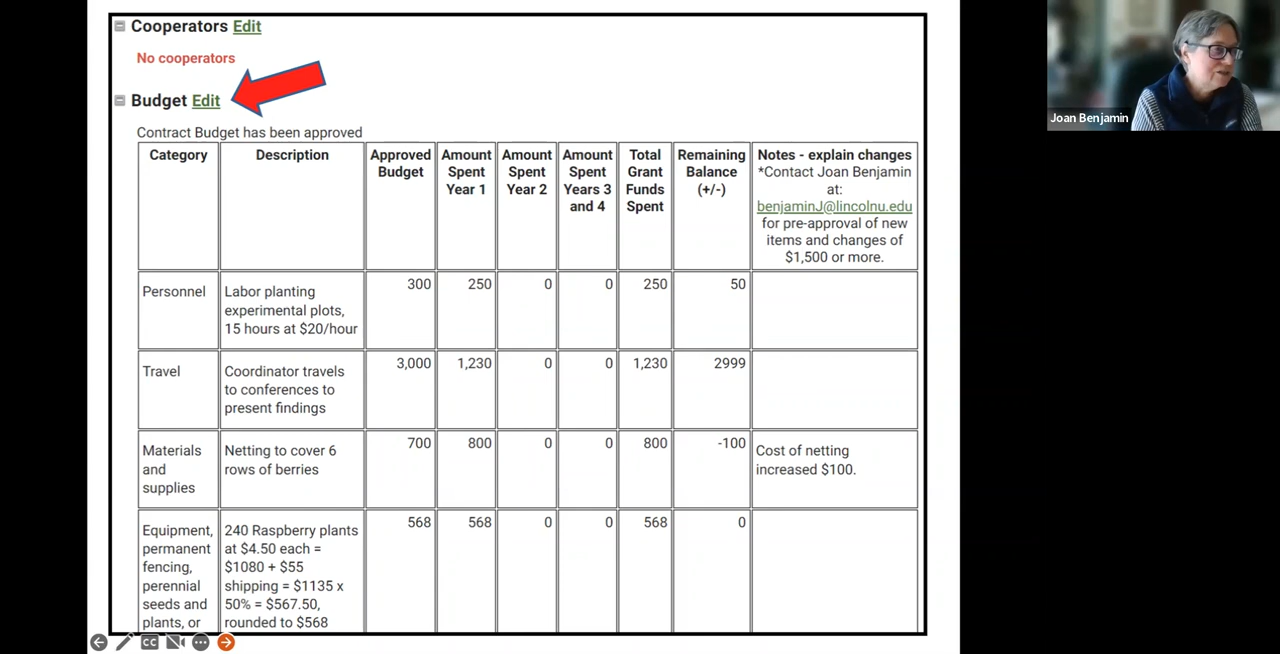 Cooperators Edit
No cooperators
Budget Edit
Contract Budget has been approved
Category
Description
Approved
Budget
Amount
Spent
Year 1
Amount
Spent
Year 2
Amount
Spent
Years 3
and 4
Total
Grant
Funds
Spent
Remaining
Balance
(+/-)
Notes - explain changes
*Contact Joan Benjamin
at:
benjaminJ@lincolnu.edu
for pre-approval of new
items and changes of
$1,500 or more.
Personnel
Labor planting
experimental plots,
15 hours at $20/hour
300
250
0
0
250
50
Travel
Coordinator travels
to conferences to
present findings
3,000
1,230
0
0
1,230
2999
Materials
and
supplies
Netting to cover 6
rows of berries
700
800
0
0
800
-100
Cost of netting
increased $100.
Equipment,
permanent
fencing,
perennial
seeds and
plants, or
240 Raspberry plants
at $4.50 each =
$1080 + $55
shipping = $1135 x
50% = $567.50,
rounded to $568
568
568
0
0
568
0
CC
Joan Benjamin